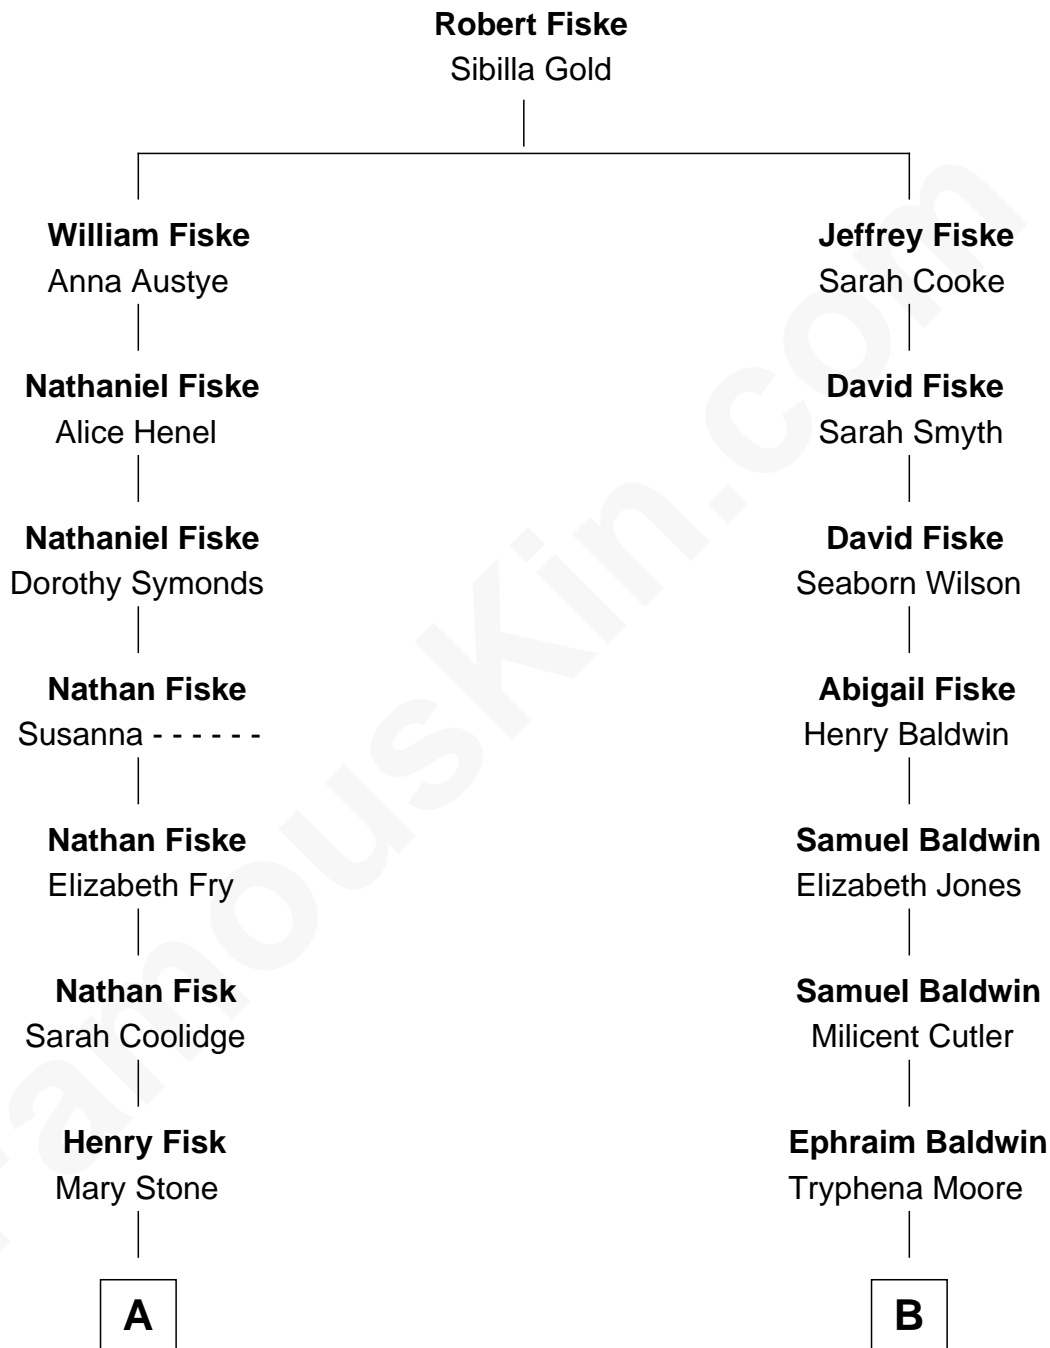 Robert Fiske
Sibilla Gold
William Fiske
Anna Austye
Jeffrey Fiske
Sarah Cooke
Nathaniel Fiske
Alice Henel
David Fiske
Sarah Smyth
Nathaniel Fiske
Dorothy Symonds
David Fiske
Seaborn Wilson
Nathan Fiske
Susanna - - - - - -
Abigail Fiske
Henry Baldwin
Nathan Fiske
Elizabeth Fry
Samuel Baldwin
Elizabeth Jones
Nathan Fisk
Sarah Coolidge
Samuel Baldwin
Milicent Cutler
Henry Fisk
Mary Stone
Ephraim Baldwin
Tryphena Moore
A
B
FamousKin.com